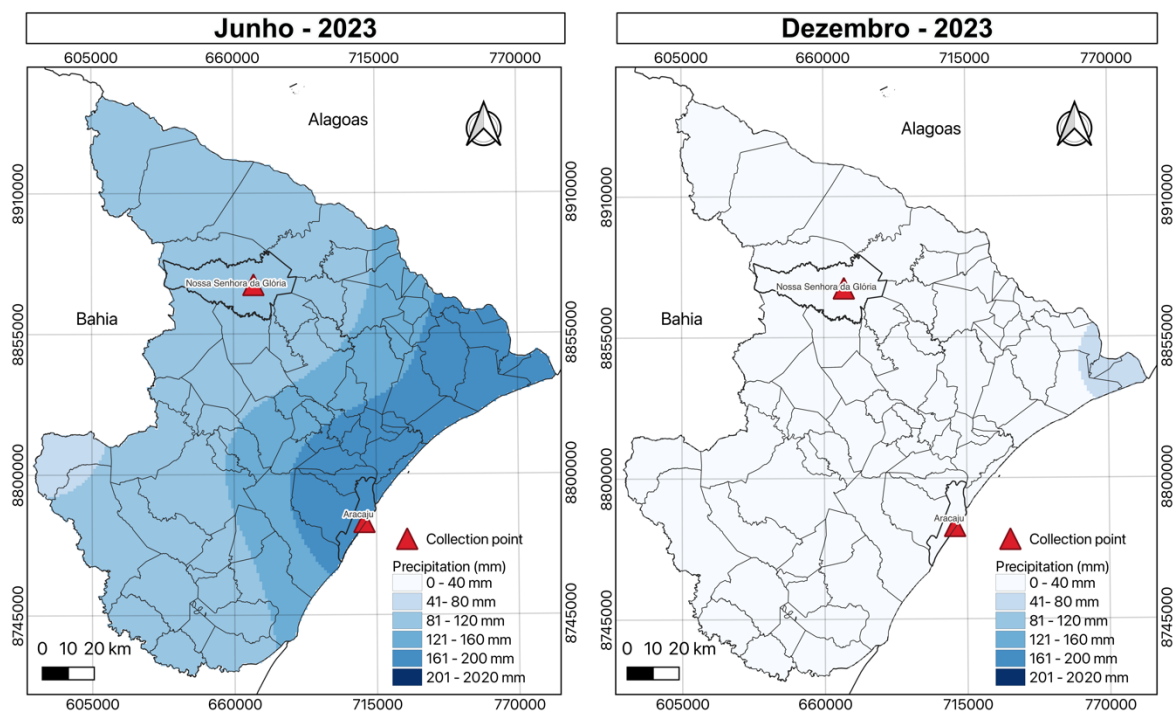 Junho - 2023
605000 660000 715000 770000
Alagoas
8910000 8910000
Nossa Senhora da Glória
Bahia
8855000 8855000
8800000 8800000
Aracaju
Collection point
Precipitation (mm)
0 - 40 mm
41- 80 mm
81 - 120 mm
121 - 160 mm
161 - 200 mm
201 - 2020 mm
8745000 8745000
0 10 20 km
605000 660000 715000 770000
Dezembro - 2023
605000 660000 715000 770000
Alagoas
8910000 8910000
Nossa Senhora da Glória
Bahia
8855000 8855000
8800000 8800000
Aracaju
Collection point
Precipitation (mm)
0 - 40 mm
41- 80 mm
81 - 120 mm
121 - 160 mm
161 - 200 mm
201 - 2020 mm
8745000 8745000
0 10 20 km
605000 660000 715000 770000